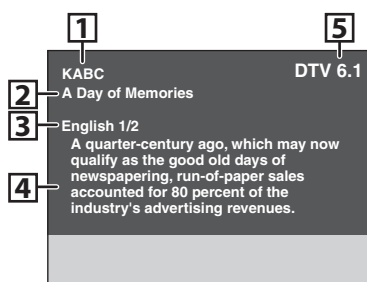 1
5
KABC
DTV 6.1
2
A Day of Memories
3
English 1/2
A quarter-century ago, which may now
qualify as the good old days of
newspapering, run-of-paper sales
4
accounted for 80 percent of the
industry's advertising revenues.